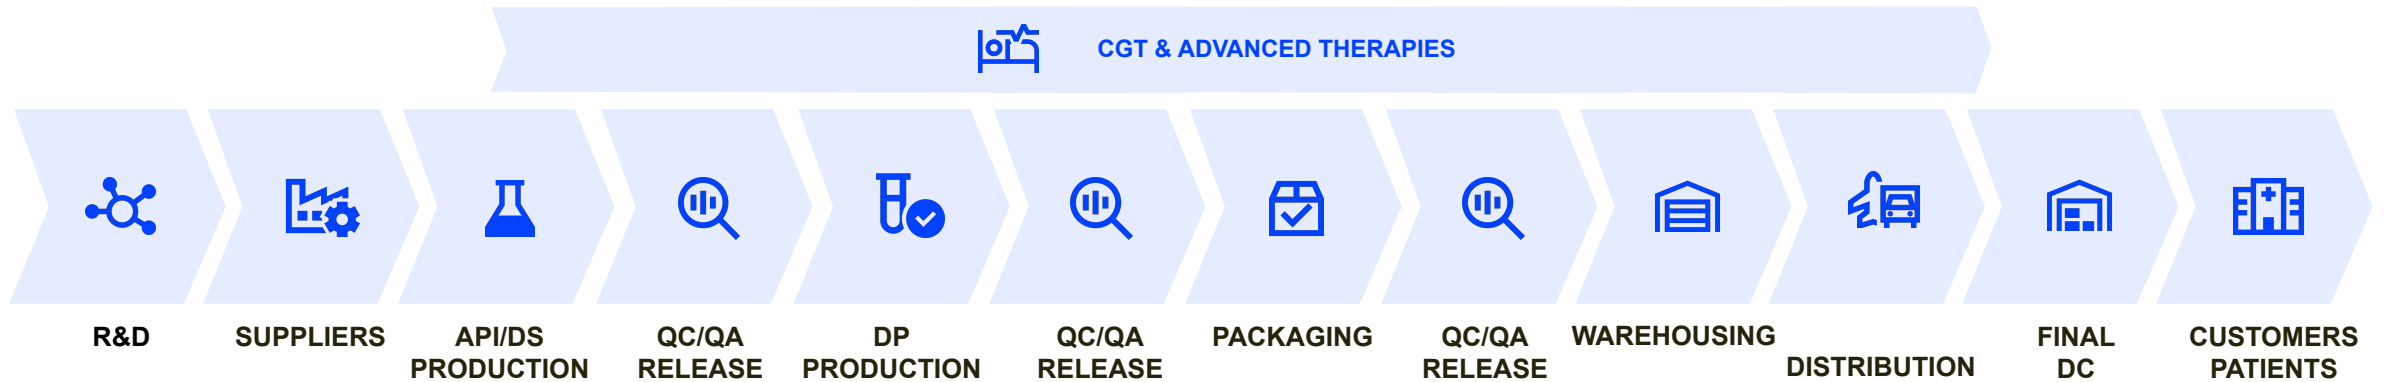 CGT & ADVANCED THERAPIES
R&D
SUPPLIERS
API/DS
PRODUCTION
QC/QA
RELEASE
DP
PRODUCTION
QC/QA
RELEASE
PACKAGING
QC/QA
RELEASE
WAREHOUSING
DISTRIBUTION
FINAL
DC
CUSTOMERS
PATIENTS